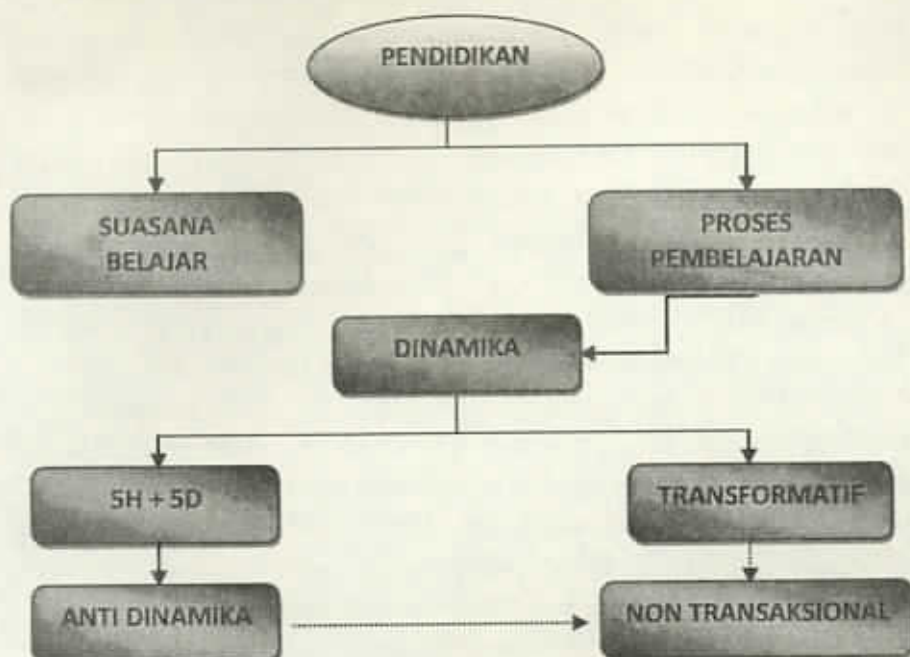 PENDIDIKAN
SUASANA
BELAJAR
PROSES
PEMBELAJARAN
DINAMIKA
5H + 5D
TRANSFORMATIF
ANTI DINAMIKA
NON TRANSAKSIONAL